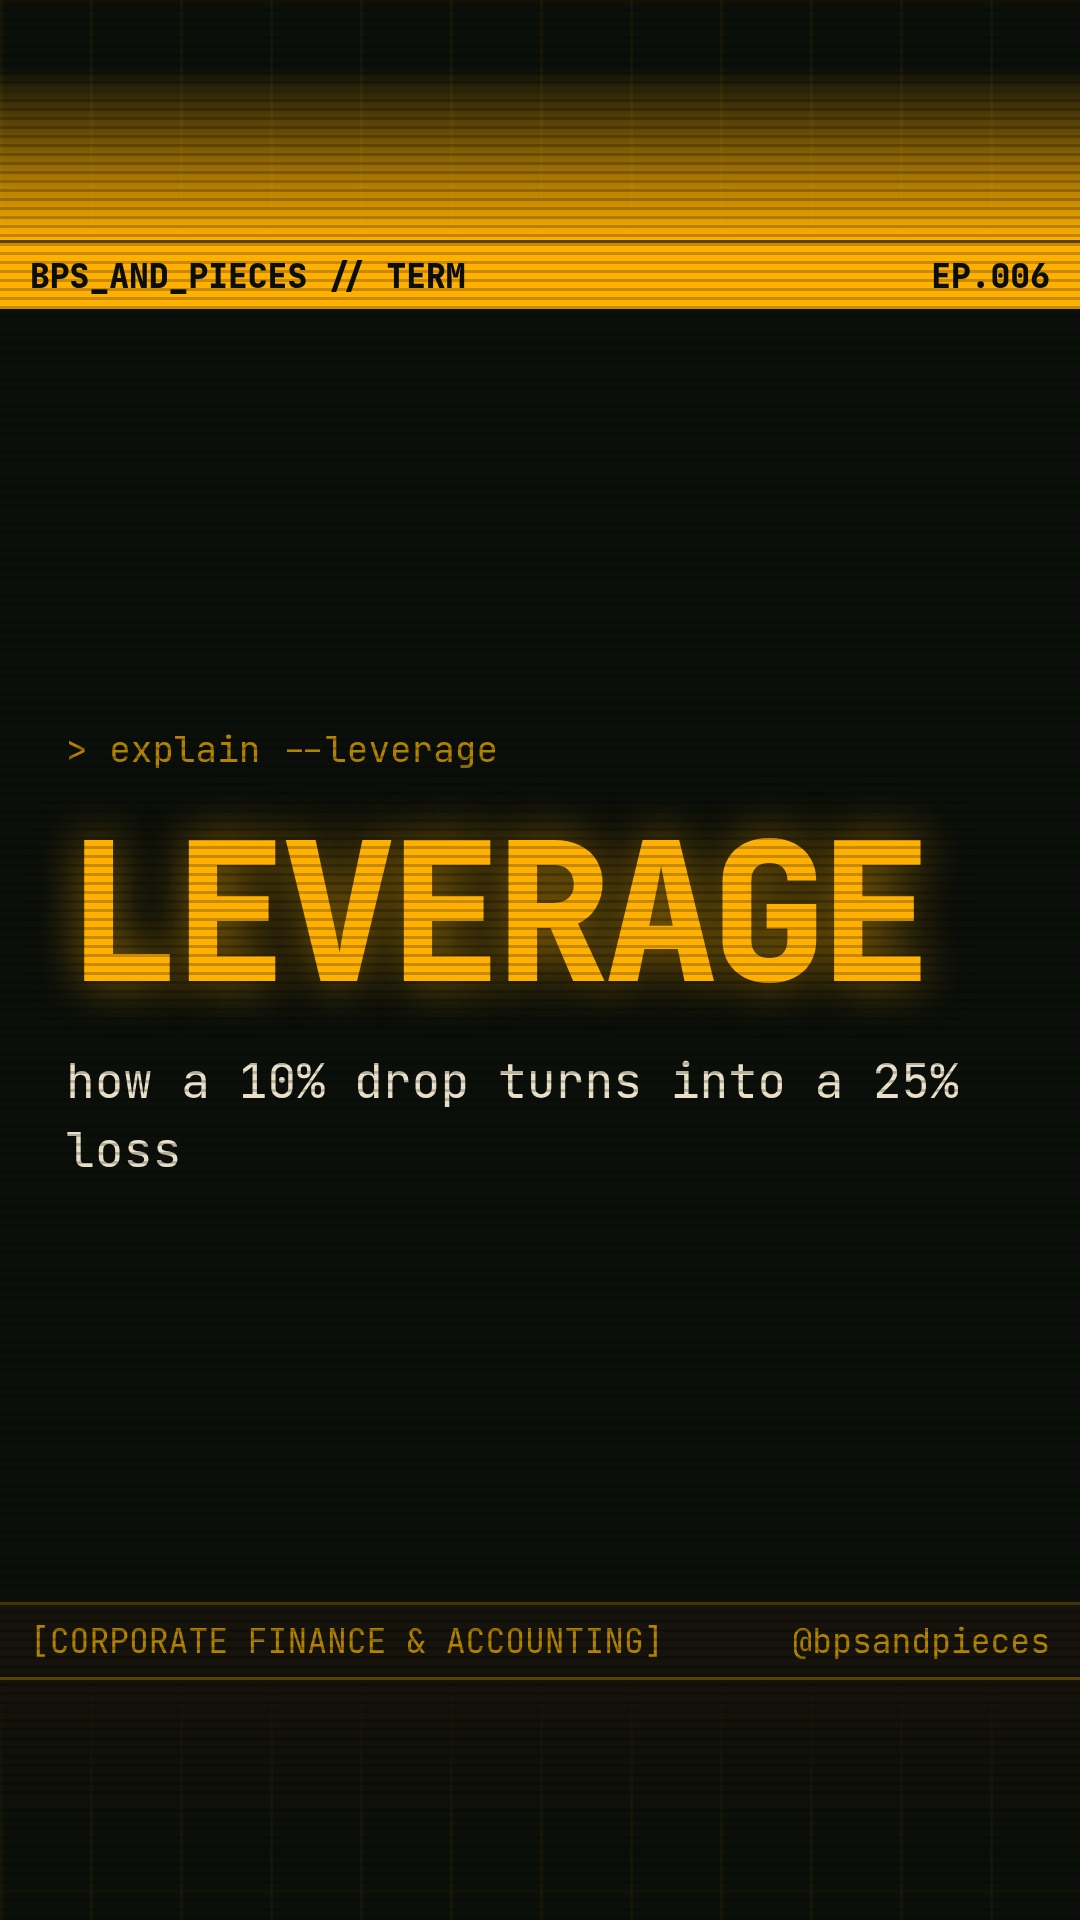 BPS_AND_PIECES // TERM
EP.006
> explain --leverage
LEVERAGE
how a 10% drop turns into a 25%
loss
[CORPORATE FINANCE & ACCOUNTING]
@bpsandpieces